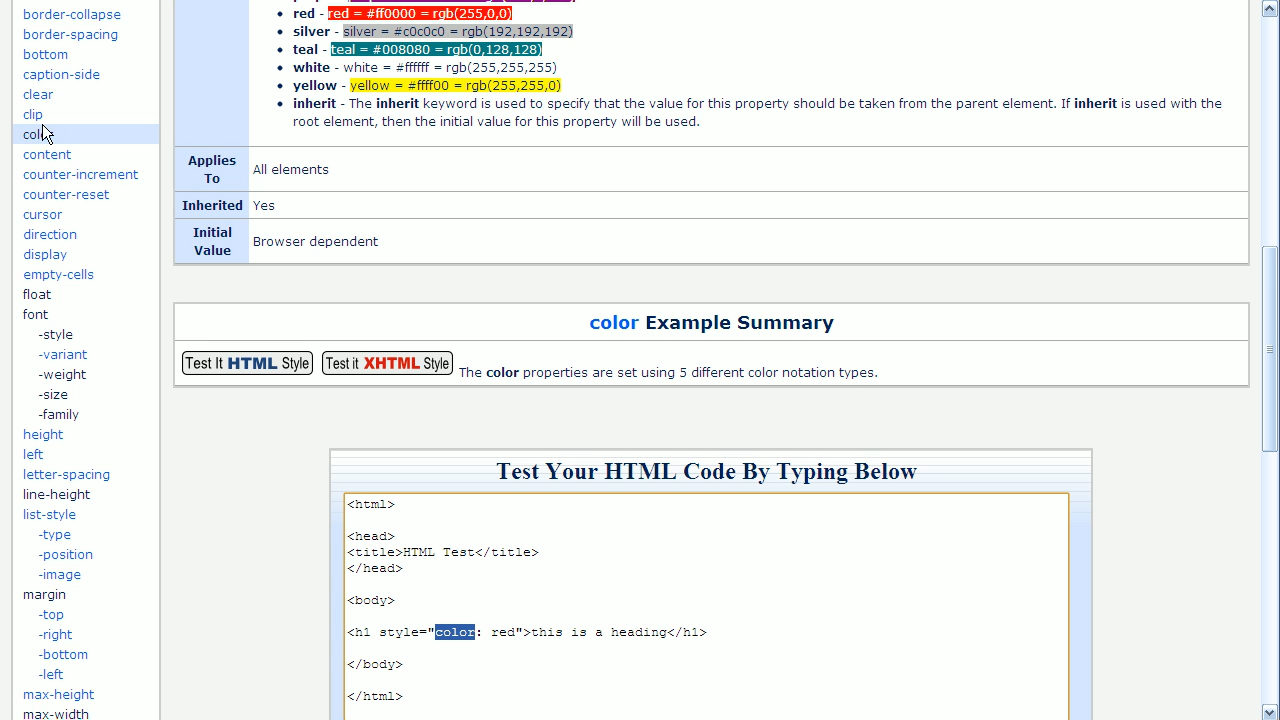 border-collapse
border-spacing
bottom
caption-side
clear
clip
color
content
counter-increment
counter-reset
cursor
direction
display
empty-cells
float
font
-style
-variant
-weight
-size
-family
height
left
letter-spacing
line-height
list-style
-type
-position
-image
margin
-top
-right
-bottom
-left
max-height
max-width
red - red = #ff0000 = rgb(255,0,0)
silver - silver = #c0c0c0 = rgb(192,192,192)
teal - teal = #008080 = rgb(0,128,128)
white - white = #ffffff = rgb(255,255,255)
yellow - yellow = #ffff00 = rgb(255,255,0)
inherit - The inherit keyword is used to specify that the value for this property should be taken from the parent element. If inherit is used with the
root element, then the initial value for this property will be used.
Applies
To
All elements
Inherited
Yes
Initial
Value
Browser dependent
color Example Summary
Test It HTML Style
Test it XHTML Style
The color properties are set using 5 different color notation types.
Test Your HTML Code By Typing Below
<html>
<head>
<title>HTML Test</title>
</head>
<body>
<h1 style="color: red">this is a heading</h1>
</body>
</html>